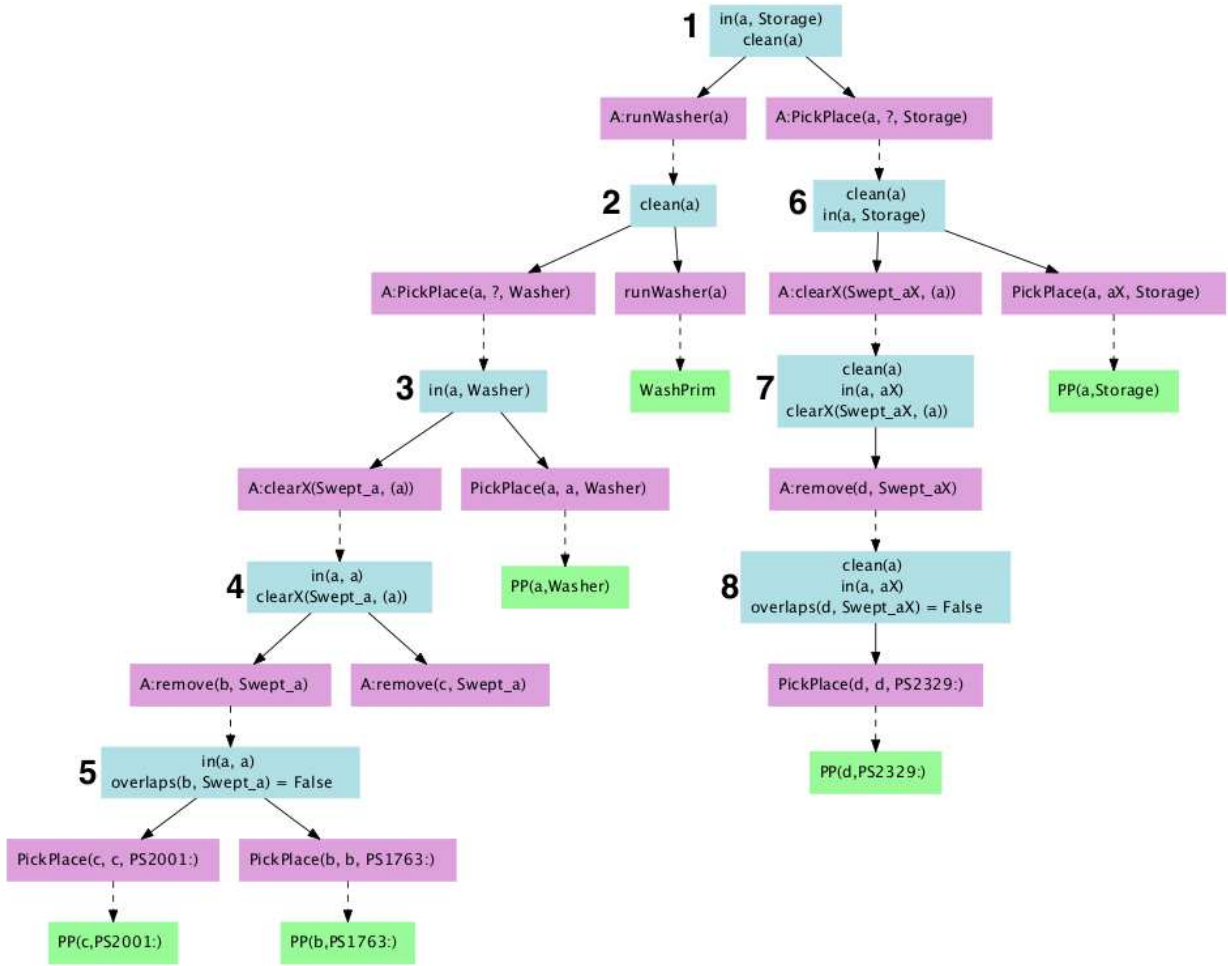 1
in(a, Storage)
clean(a)
A:runWasher(a)
A:PickPlace(a, ?, Storage)
2
clean(a)
6
clean(a)
in(a, Storage)
A:PickPlace(a, ?, Washer)
runWasher(a)
A:clearX(Swept_aX, (a))
PickPlace(a, aX, Storage)
3
in(a, Washer)
WashPrim
7
clean(a)
in(a, aX)
clearX(Swept_aX, (a))
PP(a,Storage)
A:clearX(Swept_a, (a))
PickPlace(a, a, Washer)
A:remove(d, Swept_aX)
4
in(a, a)
clearX(Swept_a, (a))
PP(a,Washer)
8
clean(a)
in(a, aX)
overlaps(d, Swept_aX) = False
A:remove(b, Swept_a)
A:remove(c, Swept_a)
PickPlace(d, d, PS2329:)
5
in(a, a)
overlaps(b, Swept_a) = False
PP(d,PS2329:)
PickPlace(c, c, PS2001:)
PickPlace(b, b, PS1763:)
PP(c,PS2001:)
PP(b,PS1763:)